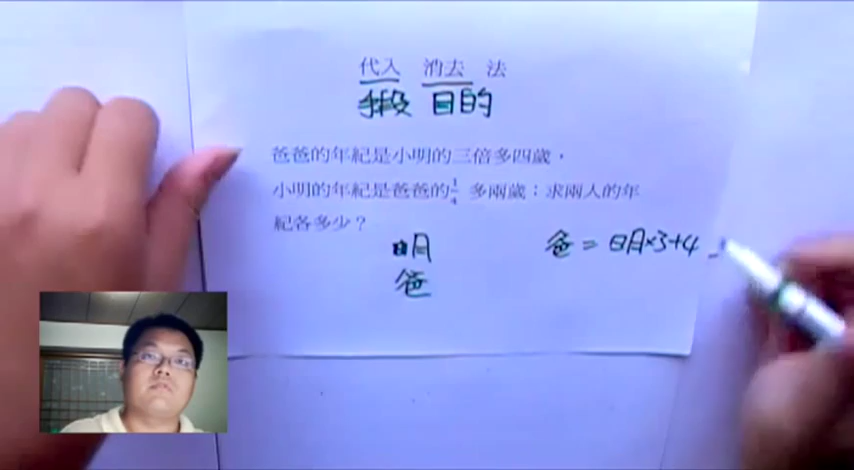 代入 消去 法
手段 目的
爸爸的年紀是小明的三倍多四歲，
小明的年紀是爸爸的1/4 多兩歲：求兩人的年
紀各多少？
明 爸=明×3+4
爸